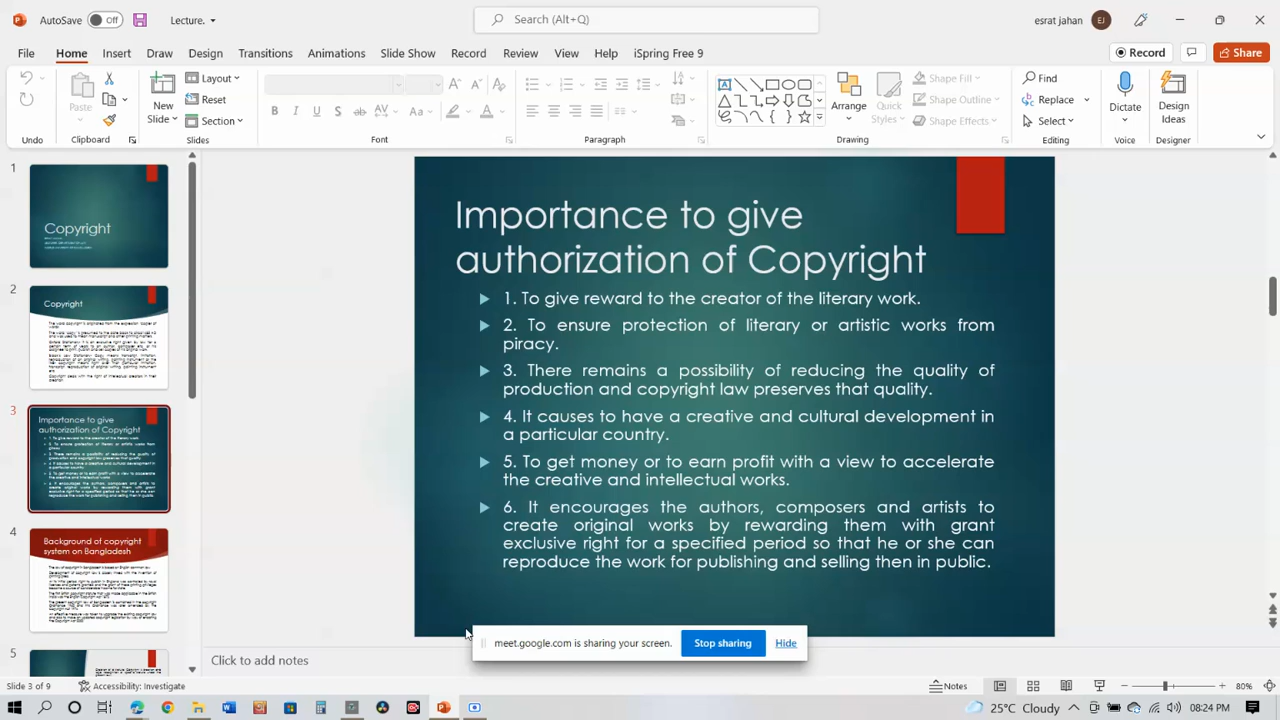 AutoSave Off Lecture. Search (Alt+Q) esrat jahan EJ
File Home Insert Draw Design Transitions Animations Slide Show Record Review View Help iSpring Free 9 Record Share
Paste New Slide Layout Reset Section Arrange Quick Styles Shape Fill Shape Outline Shape Effects Find Replace Select Dictate Design Ideas
Undo Clipboard Slides Font Paragraph Drawing Editing Voice Designer
1
Copyright
2
Copyright
3
Importance to give
authorization of Copyright
4
Background of copyright
system on Bangladesh
Importance to give
authorization of Copyright
1. To give reward to the creator of the literary work.
2. To ensure protection of literary or artistic works from
piracy.
3. There remains a possibility of reducing the quality of
production and copyright law preserves that quality.
4. It causes to have a creative and cultural development in
a particular country.
5. To get money or to earn profit with a view to accelerate
the creative and intellectual works.
6. It encourages the authors, composers and artists to
create original works by rewarding them with grant
exclusive right for a specified period so that he or she can
reproduce the work for publishing and selling then in public.
meet.google.com is sharing your screen. Stop sharing Hide
Click to add notes
Slide 3 of 9 Accessibility: Investigate Notes 80%
25°C Cloudy 08:24 PM